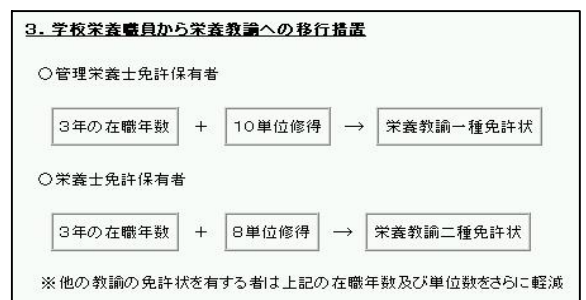 3. 学校栄養職員から栄養教諭への移行措置
○管理栄養士免許保有者
3年の在職年数 + 10単位修得 → 栄養教諭一種免許状
○栄養士免許保有者
3年の在職年数 + 8単位修得 → 栄養教諭二種免許状
※他の教諭の免許状を有する者は上記の在職年数及び単位数をさらに軽減